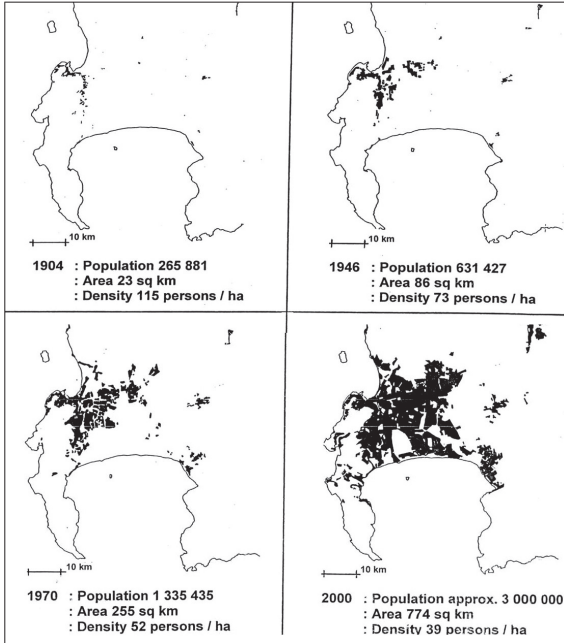 10 km
1904 : Population 265 881
: Area 23 sq km
: Density 115 persons / ha
10 km
1946 : Population 631 427
: Area 86 sq km
: Density 73 persons / ha
10 km
1970 : Population 1 335 435
: Area 255 sq km
: Density 52 persons / ha
10 km
2000 : Population approx. 3 000 000
: Area 774 sq km
: Density 39 persons / ha